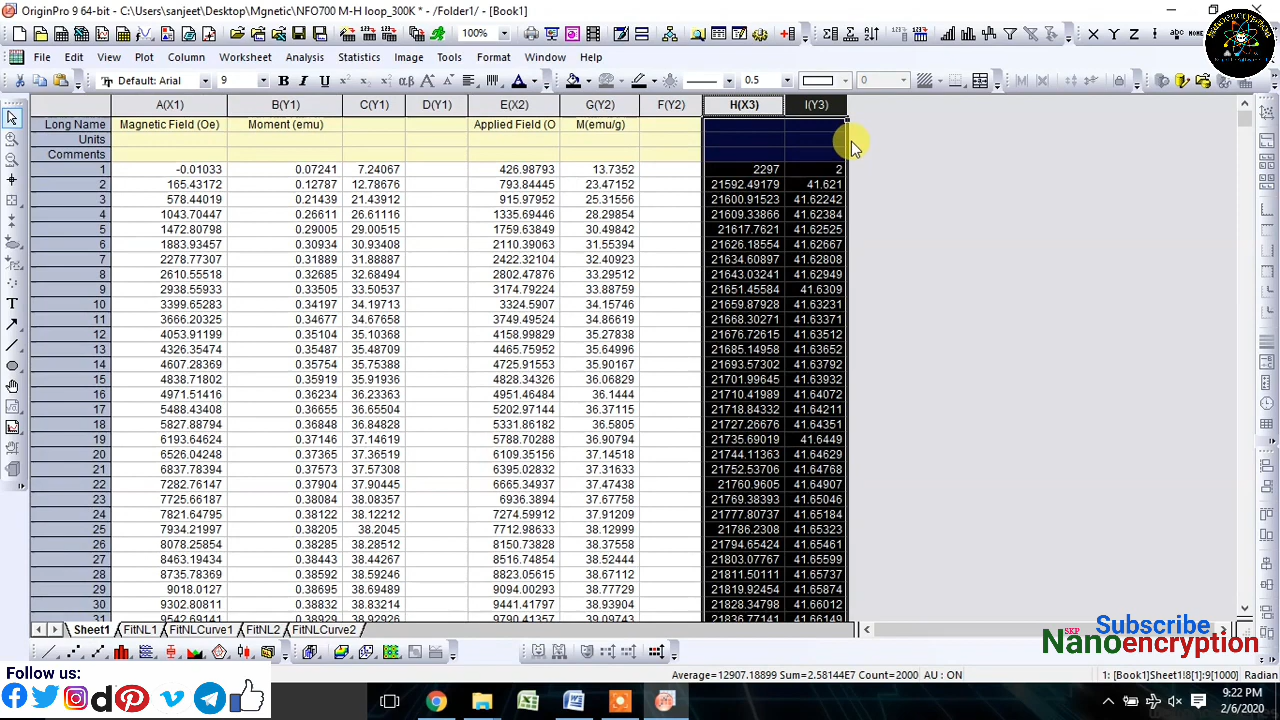 OriginPro 9 64-bit - C:\Users\sanjeet\Desktop\Mgnetic\NFO700 M-H loop_300K * - /Folder1/ - [Book1]
100%
File Edit View Plot Column Worksheet Analysis Statistics Image Tools Format Window Help
Default: Arial 9 B I U 0.5 0
A(X1) B(Y1) C(Y1) D(Y1) E(X2) G(Y2) F(Y2) H(X3) I(Y3)
Long Name Magnetic Field (Oe) Moment (emu) Applied Field (O M(emu/g)
Units
Comments
1 -0.01033 0.07241 7.24067 426.98793 13.7352 2297 2
2 165.43172 0.12787 12.78676 793.84445 23.47152 21592.49179 41.621
3 578.44019 0.21439 21.43912 915.97952 25.31556 21600.91523 41.62242
4 1043.70447 0.26611 26.61116 1335.69446 28.29854 21609.33866 41.62384
5 1472.80798 0.29005 29.00515 1759.63849 30.49842 21617.7621 41.62525
6 1883.93457 0.30934 30.93408 2110.39063 31.55394 21626.18554 41.62667
7 2278.77307 0.31889 31.88887 2422.32104 32.40923 21634.60897 41.62808
8 2610.55518 0.32685 32.68494 2802.47876 33.29512 21643.03241 41.62949
9 2938.55933 0.33505 33.50537 3174.79224 33.88759 21651.45584 41.6309
10 3399.65283 0.34197 34.19713 3324.5907 34.15746 21659.87928 41.63231
11 3666.20325 0.34677 34.67658 3749.49524 34.86619 21668.30271 41.63371
12 4053.91199 0.35104 35.10368 4158.99829 35.27838 21676.72615 41.63512
13 4326.35474 0.35487 35.48709 4465.75952 35.64996 21685.14958 41.63652
14 4607.28369 0.35754 35.75388 4725.91553 35.90167 21693.57302 41.63792
15 4838.71802 0.35919 35.91936 4828.34326 36.06829 21701.99645 41.63932
16 4971.51416 0.36234 36.23363 4951.46484 36.1444 21710.41989 41.64072
17 5488.43408 0.36655 36.65504 5202.97144 36.37115 21718.84332 41.64211
18 5827.88794 0.36848 36.84828 5331.86182 36.5805 21727.26676 41.64351
19 6193.64624 0.37146 37.14619 5788.70288 36.90794 21735.69019 41.6449
20 6526.04248 0.37365 37.36519 6109.35156 37.14518 21744.11363 41.64629
21 6837.78394 0.37573 37.57308 6395.02832 37.31633 21752.53706 41.64768
22 7282.76147 0.37904 37.90445 6665.34937 37.47438 21760.9605 41.64907
23 7725.66187 0.38084 38.08357 6936.3894 37.67758 21769.38393 41.65046
24 7821.64795 0.38122 38.12212 7274.59912 37.91209 21777.80737 41.65184
25 7934.21997 0.38205 38.2045 7712.98633 38.12999 21786.2308 41.65323
26 8078.25854 0.38285 38.28512 8150.73828 38.37558 21794.65424 41.65461
27 8463.19434 0.38443 38.44267 8516.74854 38.52444 21803.07767 41.65599
28 8735.78369 0.38592 38.59246 8823.05615 38.67112 21811.50111 41.65737
29 9018.0127 0.38695 38.69489 9094.00293 38.77729 21819.92454 41.65874
30 9302.80811 0.38832 38.83214 9441.41797 38.93904 21828.34798 41.66012
31 9542.69141 0.38929 38.92926 9790.41357 39.09743 21836.77141 41.66149
Sheet1 FitNL1 FitNLCurve1 FitNL2 FitNLCurve2
Subscribe
SKP Nanoencryption
Follow us:
Average=12907.18899 Sum=2.58144E7 Count=2000 AU : ON 1: [Book1]Sheet1!8[1]:9[1000] Radian
9:22 PM
2/6/2020